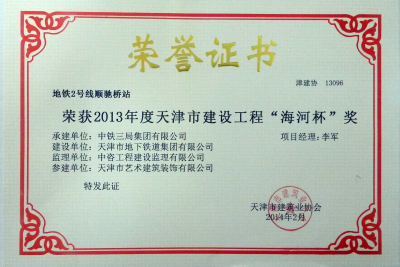 荣誉证书
津建协 13096
地铁2号线顺驰桥站
荣获2013年度天津市建设工程“海河杯”奖
承建单位：中铁三局集团有限公司 项目经理：李军
建设单位：天津市地下铁道集团有限公司
监理单位：中咨工程建设监理有限公司
参建单位：天津市艺术建筑装饰有限公司
特发此证
天津市建筑业协会
2014年2月